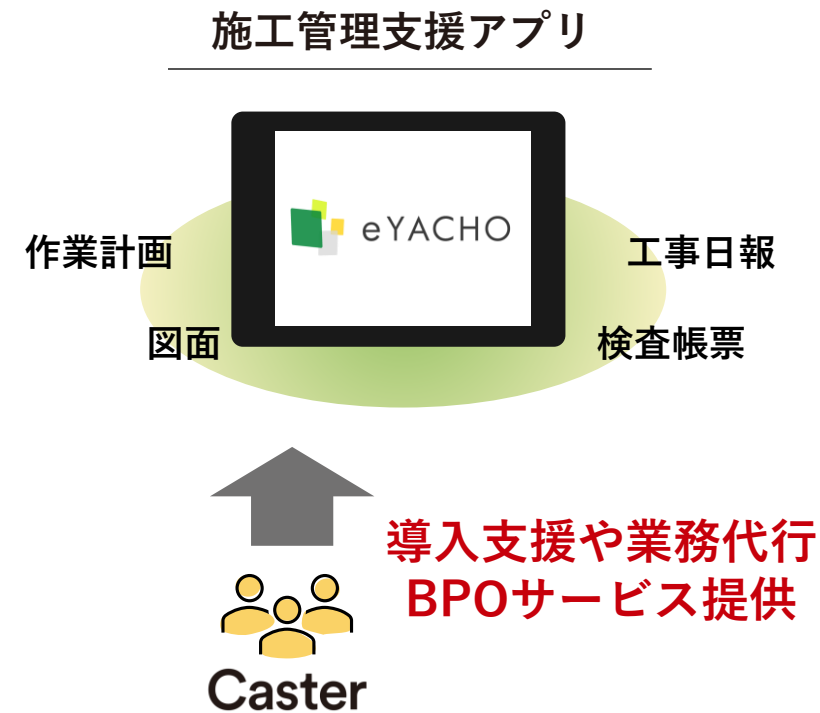 施工管理支援アプリ
eYACHO
作業計画
工事日報
図面
検査帳票
導入支援や業務代行
BPOサービス提供
Caster